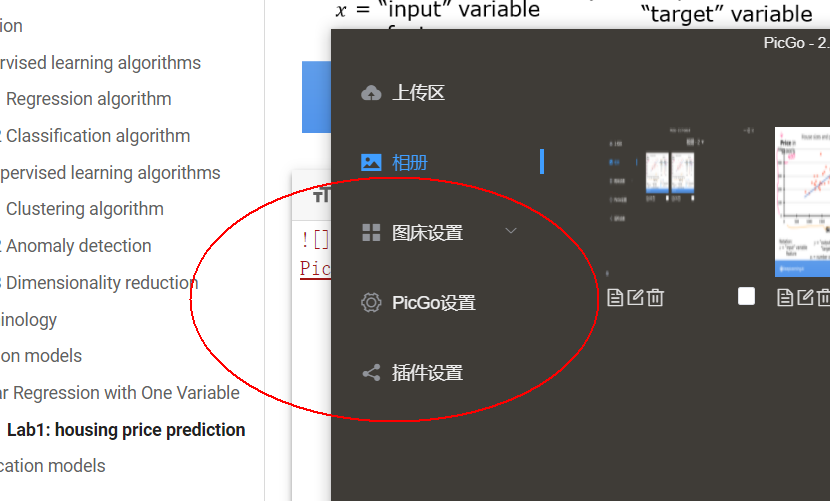 x = “input” variable
“target” variable
PicGo - 2.
ion
rvised learning algorithms
Regression algorithm
Classification algorithm
pervised learning algorithms
Clustering algorithm
2 Anomaly detection
3 Dimensionality reduction
inology
on models
ar Regression with One Variable
Lab1: housing price prediction
cation models
上传区
相册
图床设置
PicGo设置
插件设置
![]
Pic